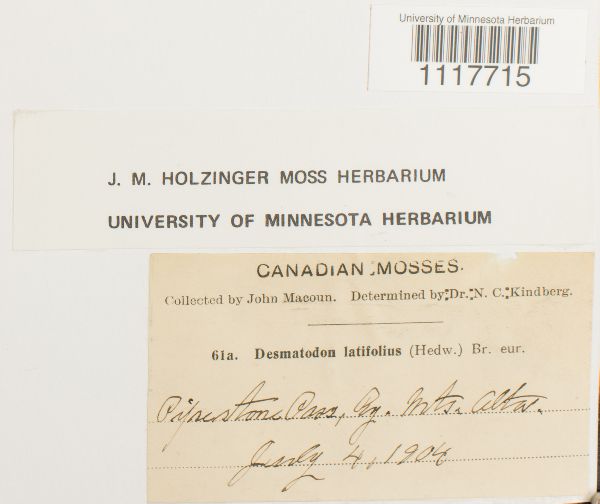 University of Minnesota Herbarium
1117715
J. M. HOLZINGER MOSS HERBARIUM
UNIVERSITY OF MINNESOTA HERBARIUM
CANADIAN MOSSES.
Collected by John Macoun. Determined by Dr. N. C. Kindberg.
61a. Desmatodon latifolius (Hedw.) Br. eur.
Pipestone Pass, Ry. Mts. Alta.
July 4, 1904